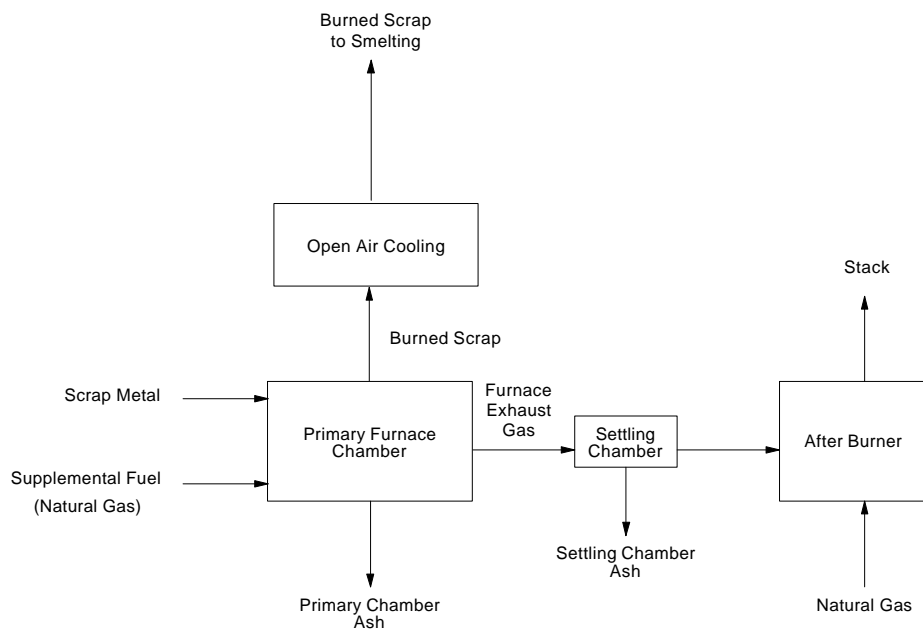 Burned Scrap
to Smelting
Open Air Cooling
Stack
Burned Scrap
Scrap Metal
Furnace
Exhaust
Gas
Primary Furnace
Chamber
Settling
Chamber
After Burner
Supplemental Fuel
(Natural Gas)
Settling Chamber
Ash
Primary Chamber
Ash
Natural Gas